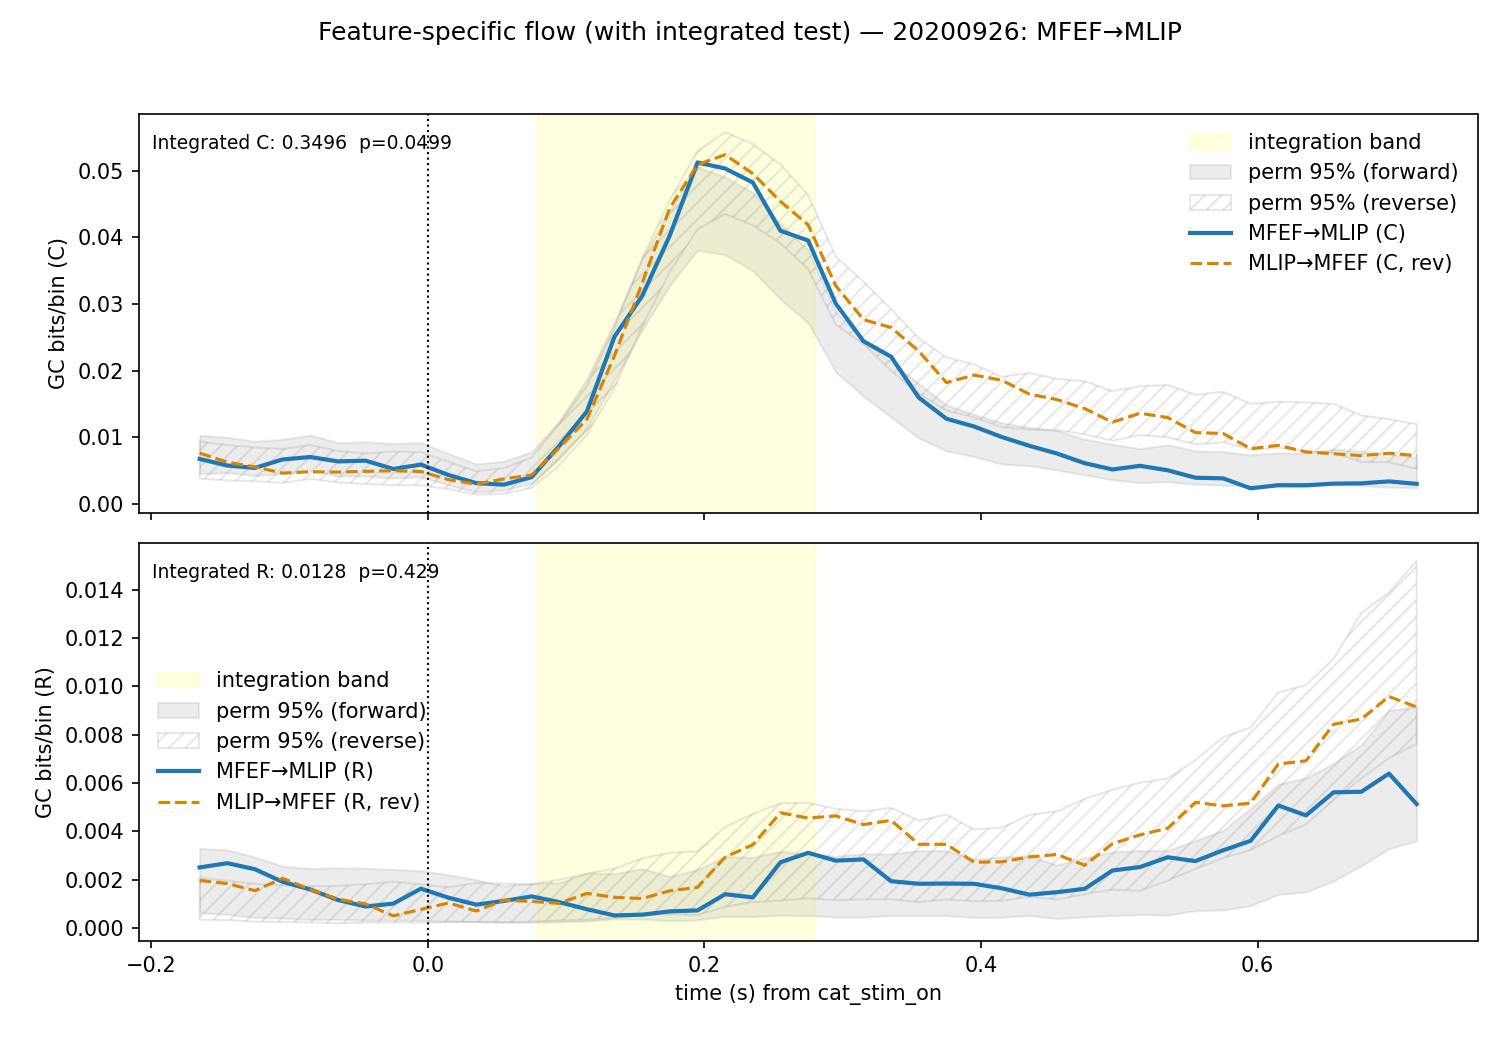 Feature-specific flow (with integrated test) — 20200926: MFEF→MLIP
Integrated C: 0.3496  p=0.0499
integration band
perm 95% (forward)
perm 95% (reverse)
MFEF→MLIP (C)
MLIP→MFEF (C, rev)
GC bits/bin (C)
0.05
0.04
0.03
0.02
0.01
0.00
Integrated R: 0.0128  p=0.429
integration band
perm 95% (forward)
perm 95% (reverse)
MFEF→MLIP (R)
MLIP→MFEF (R, rev)
GC bits/bin (R)
0.014
0.012
0.010
0.008
0.006
0.004
0.002
0.000
−0.2 0.0 0.2 0.4 0.6
time (s) from cat_stim_on